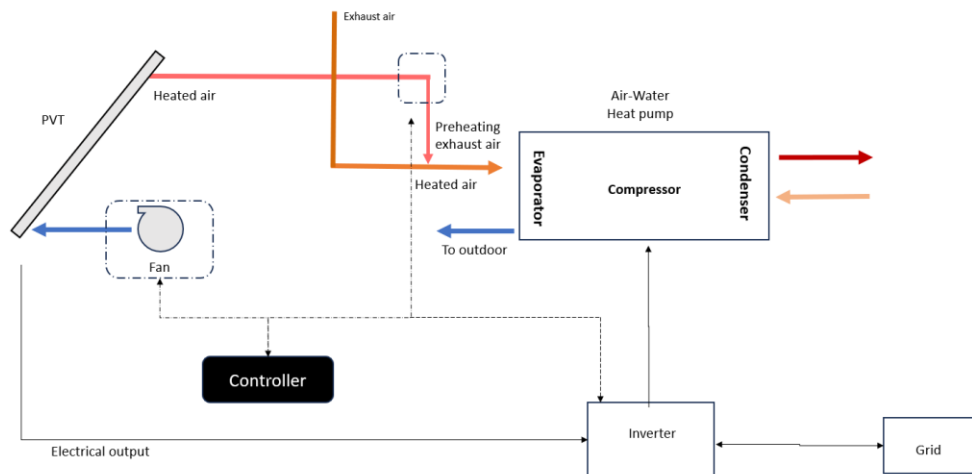 Exhaust air
Heated air
PVT
Preheating
exhaust air
Heated air
Air-Water
Heat pump
Evaporator
Compressor
Condenser
To outdoor
Fan
Controller
Electrical output
Inverter
Grid